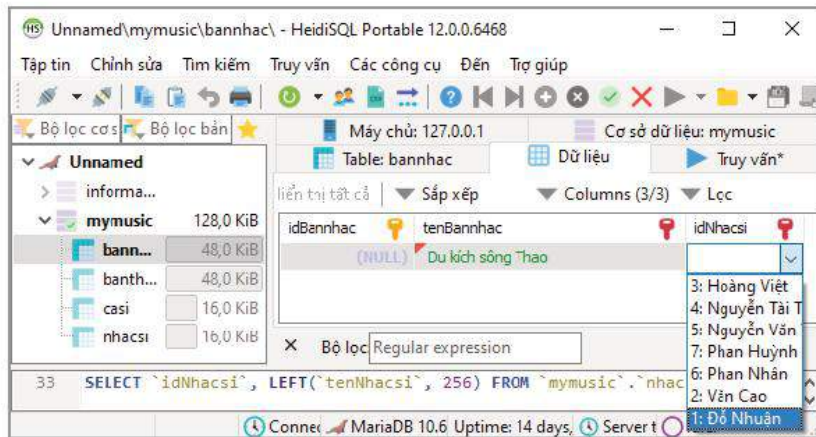 Unnamed\mymusic\bannhac\ - HeidiSQL Portable 12.0.0.6468
Tập tin Chỉnh sửa Tìm kiếm Truy vấn Các công cụ Đến Trợ giúp
Bộ lọc cơ s Bộ lọc bản
Máy chủ: 127.0.0.1 Cơ sở dữ liệu: mymusic
Table: bannhac Dữ liệu Truy vấn*
Unnamed
informa...
mymusic 128,0 KiB
bann... 48,0 KiB
banth... 48,0 KiB
casi 16,0 KiB
nhacsi 16,0 KiB
hiển thị tất cả Sắp xếp Columns (3/3) Lọc
idBannhac tenBannhac idNhacsi
(NULL) Du kích sông Thao
3: Hoàng Việt
4: Nguyễn Tài T
5: Nguyễn Văn
7: Phan Huỳnh
6: Phan Nhân
2: Văn Cao
1: Đỗ Nhuận
× Bộ lọc Regular expression
33 SELECT `idNhacsi`, LEFT(`tenNhacsi`, 256) FROM `mymusic`.`nhac
Connec MariaDB 10.6 Uptime: 14 days, Server t